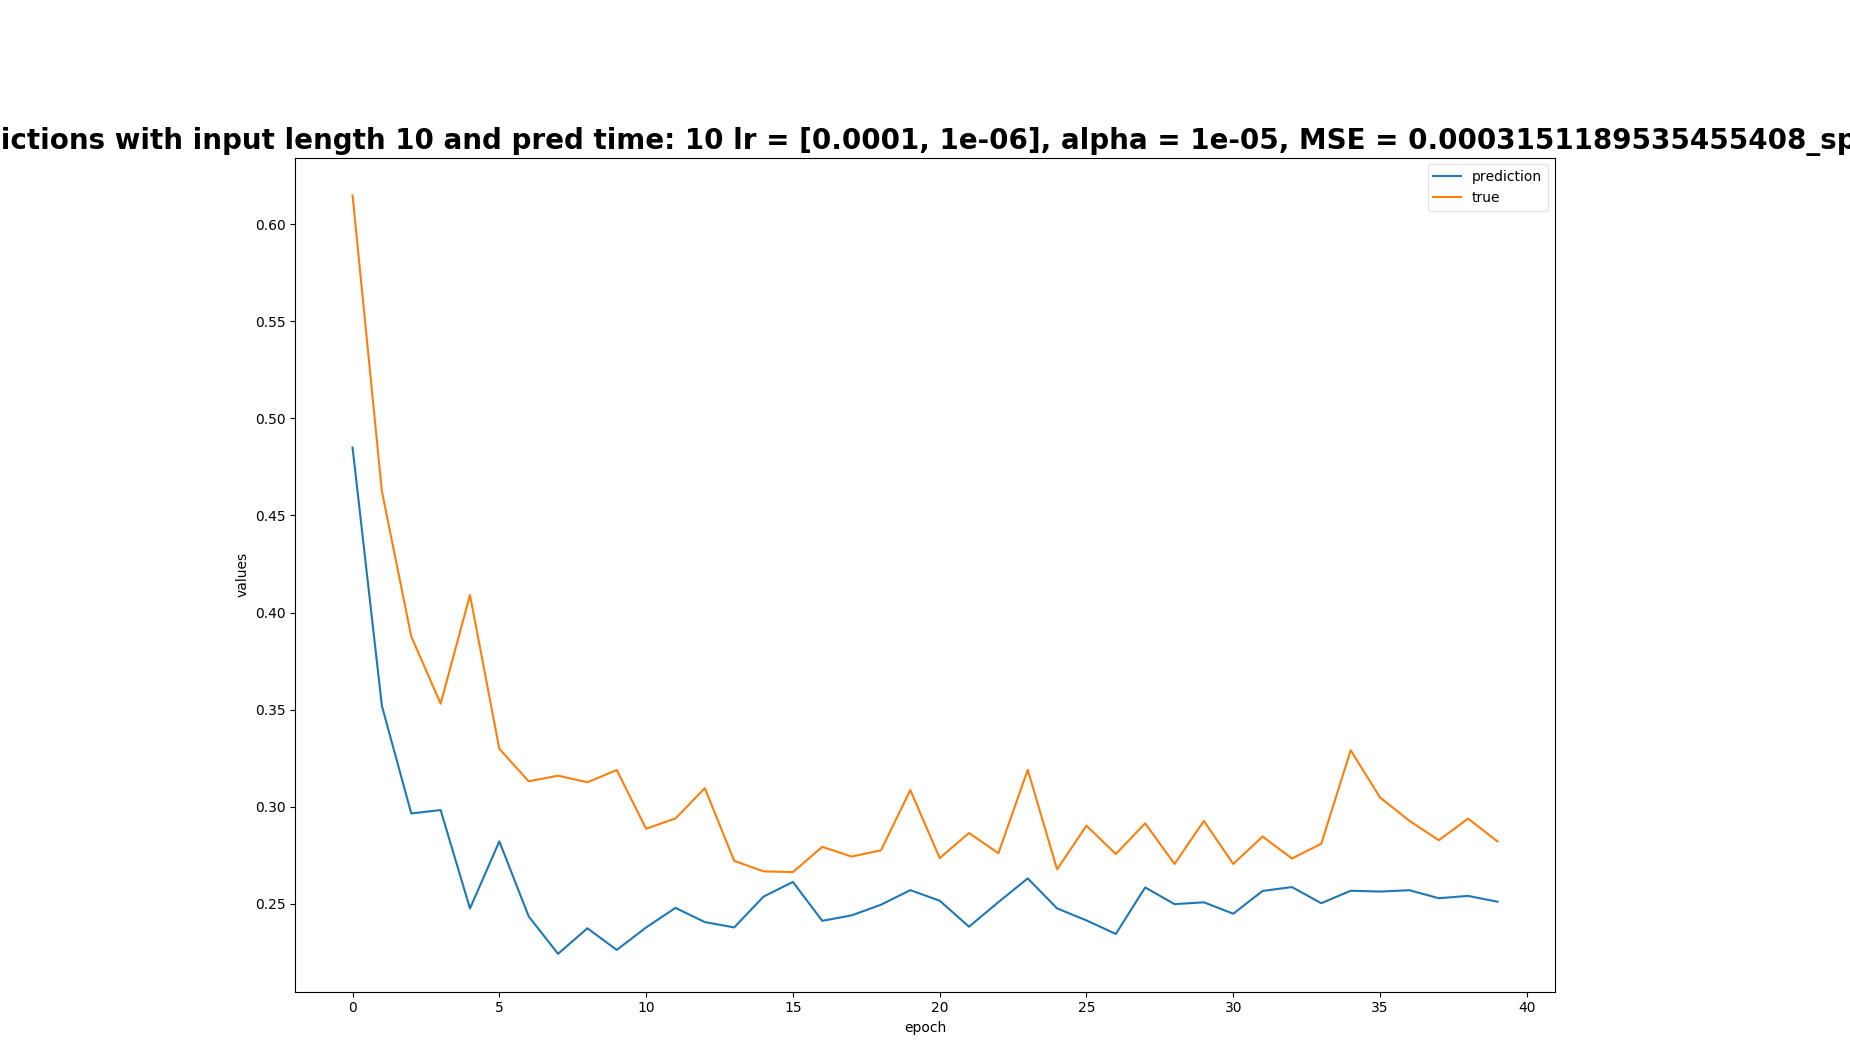 ictions with input length 10 and pred time: 10 lr = [0.0001, 1e-06], alpha = 1e-05, MSE = 0.0003151189535455408_sp
prediction
true
0.60
0.55
0.50
0.45
0.40
0.35
0.30
0.25
values
0 5 10 15 20 25 30 35 40
epoch